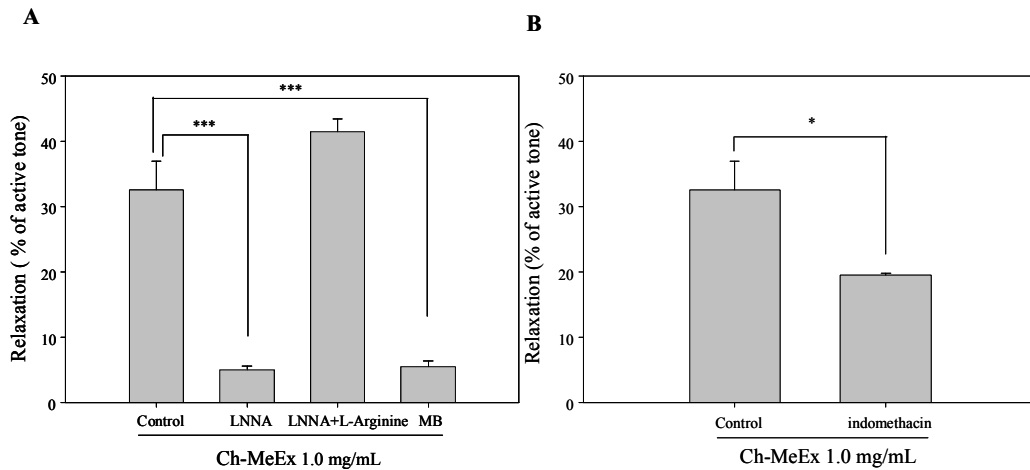 A
Relaxation ( % of active tone)
50
40
30
20
10
0
***
***
Control LNNA LNNA+L-Arginine MB
Ch-MeEx 1.0 mg/mL
B
Relaxation (% of active tone)
50
40
30
20
10
0
*
Control indomethacin
Ch-MeEx 1.0 mg/mL